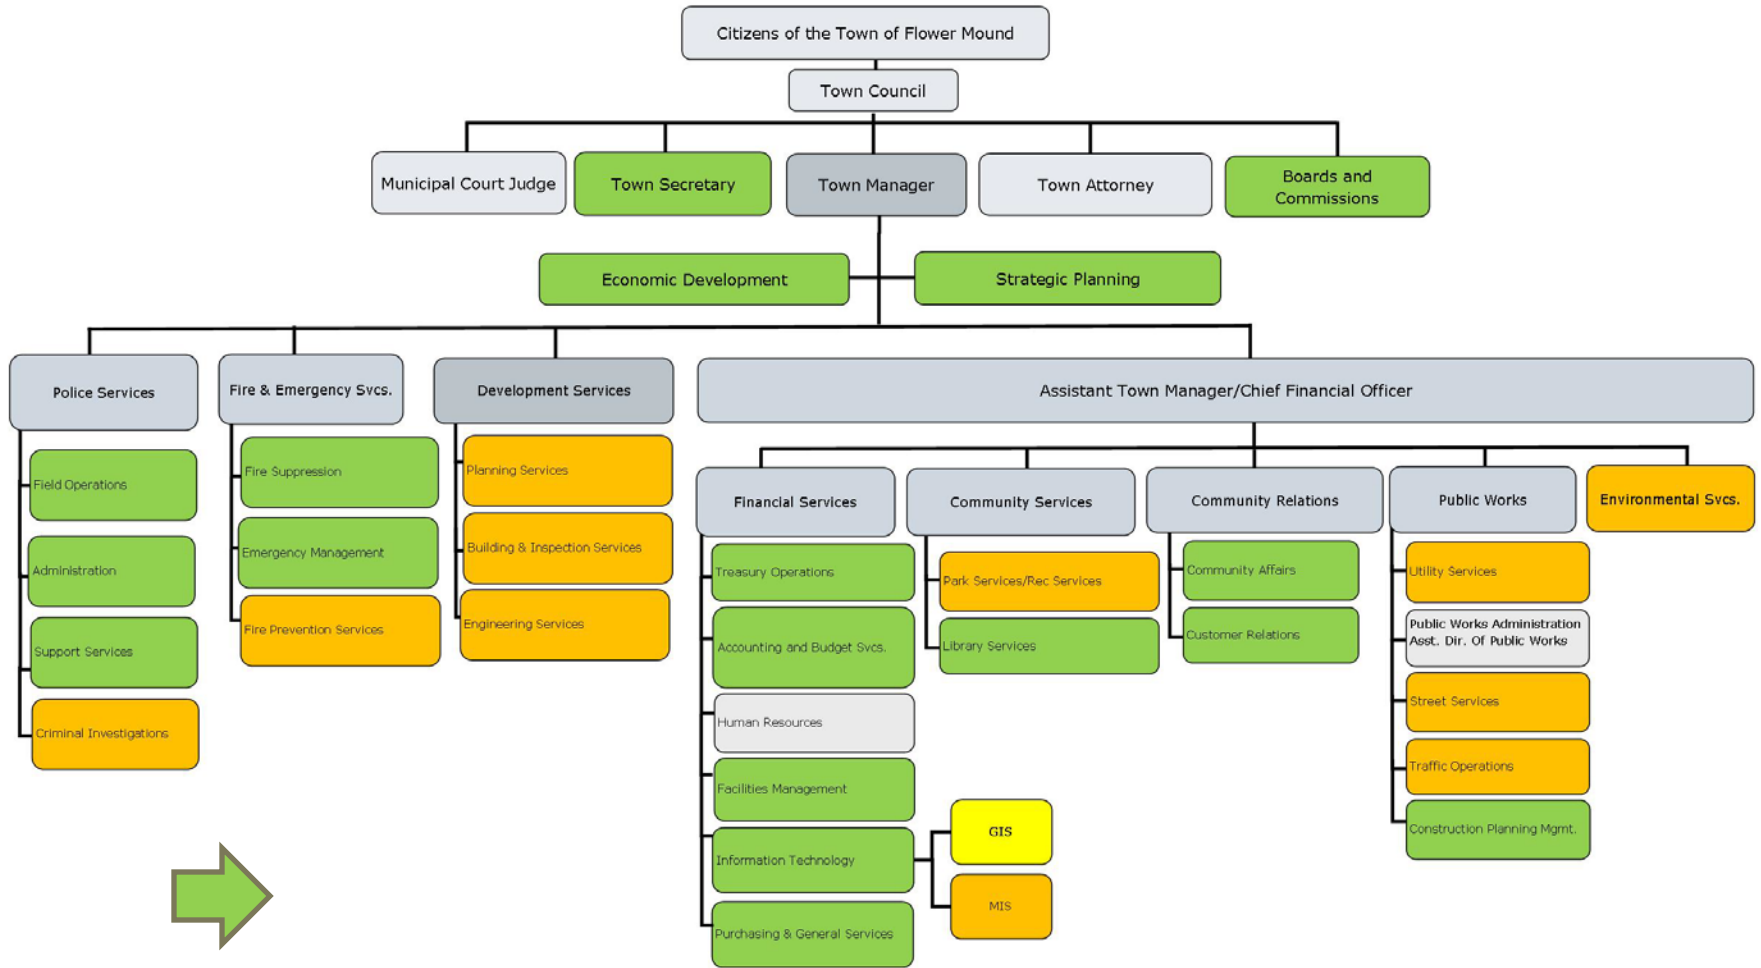 Citizens of the Town of Flower Mound
Town Council
Municipal Court Judge
Town Secretary
Town Manager
Town Attorney
Boards and
Commissions
Economic Development
Strategic Planning
Police Services
Fire & Emergency Svcs.
Development Services
Assistant Town Manager/Chief Financial Officer
Field Operations
Administration
Support Services
Criminal Investigations
Fire Suppression
Emergency Management
Fire Prevention Services
Planning Services
Building & Inspection Services
Engineering Services
Financial Services
Community Services
Community Relations
Public Works
Environmental Svcs.
Treasury Operations
Accounting and Budget Svcs.
Human Resources
Facilities Management
Information Technology
Purchasing & General Services
GIS
MIS
Park Services/Rec Services
Library Services
Community Affairs
Customer Relations
Utility Services
Public Works Administration
Asst. Dir. Of Public Works
Street Services
Traffic Operations
Construction Planning Mgmt.